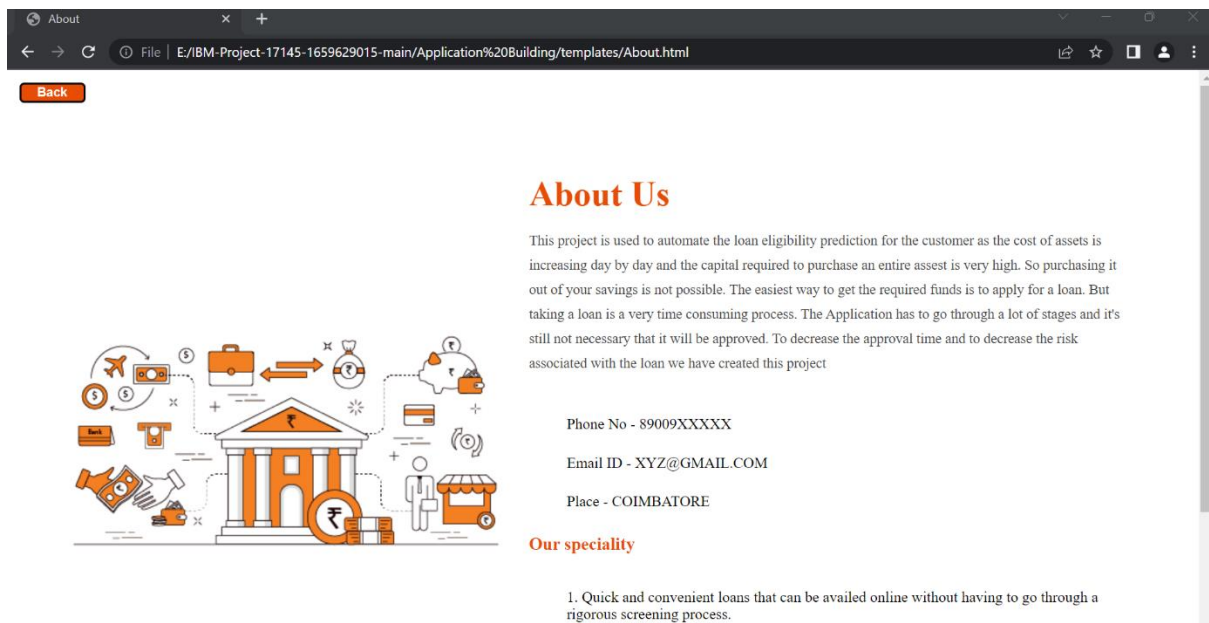 About
File E:/IBM-Project-17145-1659629015-main/Application%20Building/templates/About.html
Back
About Us
This project is used to automate the loan eligibility prediction for the customer as the cost of assets is
increasing day by day and the capital required to purchase an entire assest is very high. So purchasing it
out of your savings is not possible. The easiest way to get the required funds is to apply for a loan. But
taking a loan is a very time consuming process. The Application has to go through a lot of stages and it's
still not necessary that it will be approved. To decrease the approval time and to decrease the risk
associated with the loan we have created this project
Bank
Phone No - 89009XXXXX
Email ID - XYZ@GMAIL.COM
Place - COIMBATORE
Our speciality
1. Quick and convenient loans that can be availed online without having to go through a
rigorous screening process.